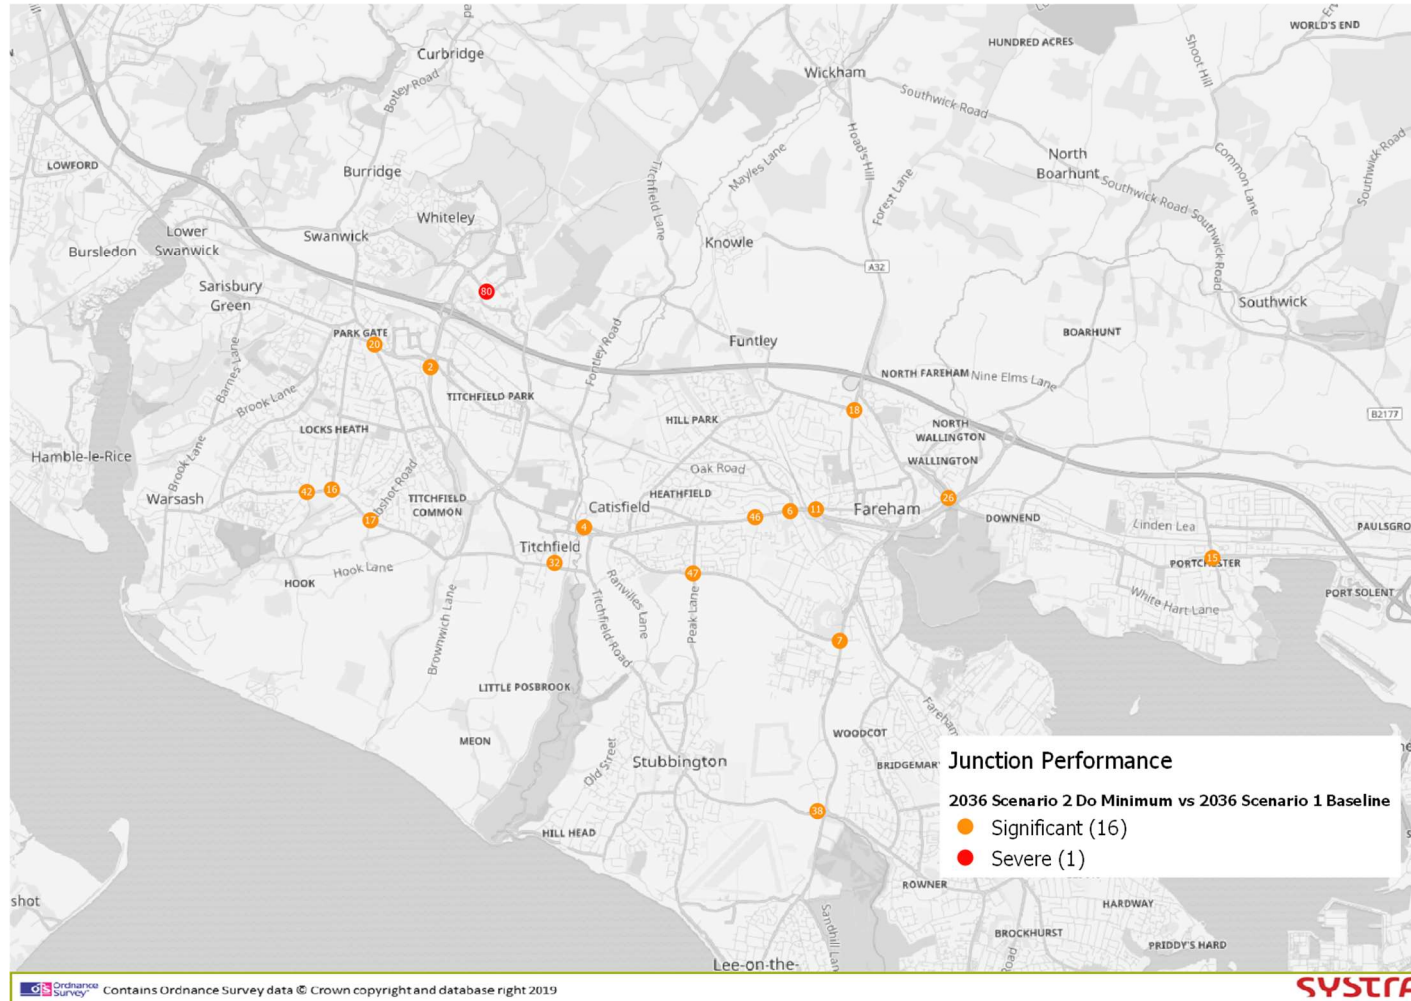 WORLD'S END
HUNDRED ACRES
Shoot Hill
Curbridge
Wickham
Botley Road
Southwick Road
LOWFORD
Burridge
Titchfield Lane
Mayles Lane
Hoad's Hill
Forest Lane
North
Boarhunt
Southwick Road
Southwick Road
Common Lane
Southwick Road
Whiteley
Lower
Swanwick
Swanwick
Bursledon
Knowle
A32
Sarisbury
Green
80
Southwick
PARK GATE
20
2
Fontley Road
Funtley
BOARHUNT
Barnes Lane
Brook Lane
TITCHFIELD PARK
NORTH FAREHAM
Nine Elms Lane
18
HILL PARK
B2177
LOCKS HEATH
NORTH
WALLINGTON
WALLINGTON
Hamble-le-Rice
Brook Lane
Oak Road
Warsash
42
16
17
bshot Road
TITCHFIELD
COMMON
HEATHFIELD
Catisfield
4
46
6
11
Fareham
26
DOWNEND
Linden Lea
PAULSGRO
Titchfield
32
15
PORTCHESTER
HOOK
Hook Lane
47
Ranvilles Lane
Titchfield Road
Peak Lane
White Hart Lane
PORT SOLENT
Brownwich Lane
7
LITTLE POSBROOK
MEON
Old Street
Stubbington
WOODCOT
Fareham
BRIDGEMAR
38
HILL HEAD
Junction Performance
2036 Scenario 2 Do Minimum vs 2036 Scenario 1 Baseline
Significant (16)
Severe (1)
ROWNER
HARDWAY
shot
Sandhill Lan
BROCKHURST
Road
PRIDDY'S HARD
Lee-on-the-
OS Ordnance
Survey
Contains Ordnance Survey data © Crown copyright and database right 2019
SYSTRA